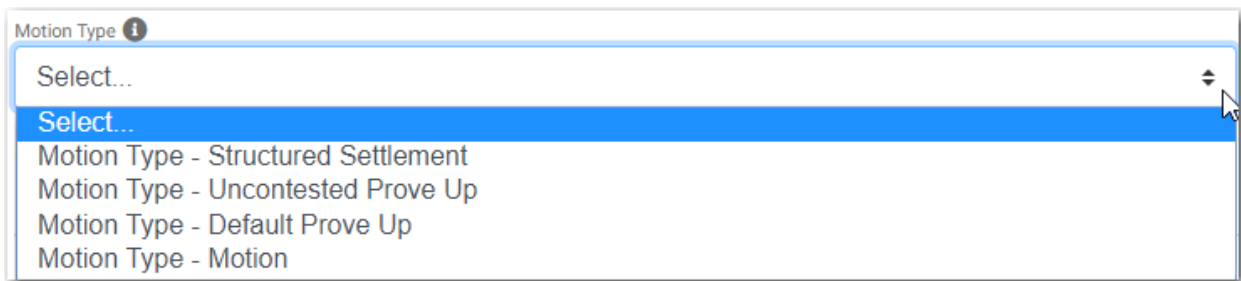 Motion Type
Select...
Select...
Motion Type - Structured Settlement
Motion Type - Uncontested Prove Up
Motion Type - Default Prove Up
Motion Type - Motion